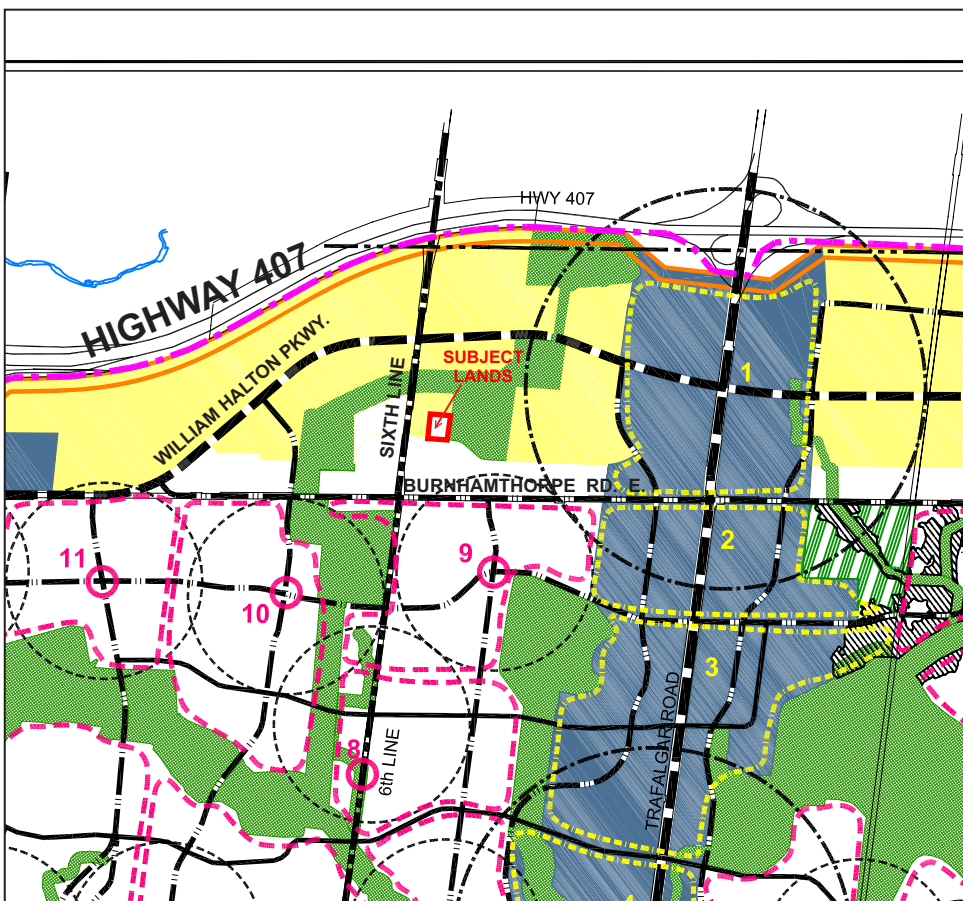 HWY 407
HIGHWAY 407
WILLIAM HALTON PKWY.
SIXTH LINE
SUBJECT
LANDS
1
BURNHAMTHORPE RD. E.
2
9
11
10
3
TRAFALGAR ROAD
6th LINE
8
4